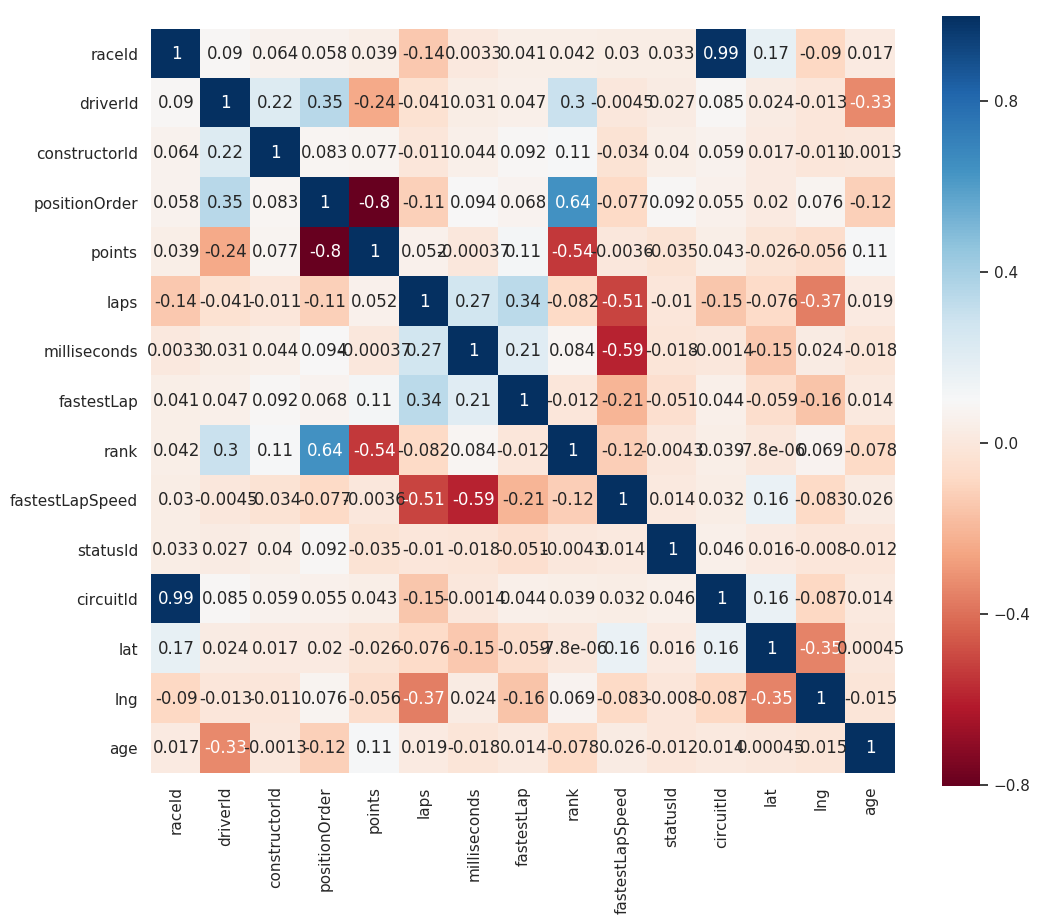 raceId 1 0.09 0.064 0.058 0.039 -0.14 0.0033 0.041 0.042 0.03 0.033 0.99 0.17 -0.09 0.017
driverId 0.09 1 0.22 0.35 -0.24 -0.041 0.031 0.047 0.3 -0.0045 0.027 0.085 0.024 -0.013 -0.33
constructorId 0.064 0.22 1 0.083 0.077 -0.011 0.044 0.092 0.11 -0.034 0.04 0.059 0.017 -0.011 -0.0013
positionOrder 0.058 0.35 0.083 1 -0.8 -0.11 0.094 0.068 0.64 -0.077 0.092 0.055 0.02 0.076 -0.12
points 0.039 -0.24 0.077 -0.8 1 0.052 -0.00037 0.11 -0.54 -0.0036 -0.035 0.043 -0.026 -0.056 0.11
laps -0.14 -0.041 -0.011 -0.11 0.052 1 0.27 0.34 -0.082 -0.51 -0.01 -0.15 -0.076 -0.37 0.019
milliseconds 0.0033 0.031 0.044 0.094 -0.00037 0.27 1 0.21 0.084 -0.59 -0.018 -0.0014 -0.15 0.024 -0.018
fastestLap 0.041 0.047 0.092 0.068 0.11 0.34 0.21 1 -0.012 -0.21 -0.051 0.044 -0.059 -0.16 0.014
rank 0.042 0.3 0.11 0.64 -0.54 -0.082 0.084 -0.012 1 -0.12 -0.0043 0.039 -7.8e-06 0.069 -0.078
fastestLapSpeed 0.03 -0.0045 -0.034 -0.077 -0.0036 -0.51 -0.59 -0.21 -0.12 1 0.014 0.032 0.16 -0.083 0.026
statusId 0.033 0.027 0.04 0.092 -0.035 -0.01 -0.018 -0.051 -0.0043 0.014 1 0.046 0.016 -0.008 -0.012
circuitId 0.99 0.085 0.059 0.055 0.043 -0.15 -0.0014 0.044 0.039 0.032 0.046 1 0.16 -0.087 0.014
lat 0.17 0.024 0.017 0.02 -0.026 -0.076 -0.15 -0.059 -7.8e-06 0.16 0.016 0.16 1 -0.35 0.00045
lng -0.09 -0.013 -0.011 0.076 -0.056 -0.37 0.024 -0.16 0.069 -0.083 -0.008 -0.087 -0.35 1 -0.015
age 0.017 -0.33 -0.0013 -0.12 0.11 0.019 -0.018 0.014 -0.078 0.026 -0.012 0.014 0.00045 -0.015 1
raceId driverId constructorId positionOrder points laps milliseconds fastestLap rank fastestLapSpeed statusId circuitId lat lng age
0.8
0.4
0.0
−0.4
−0.8